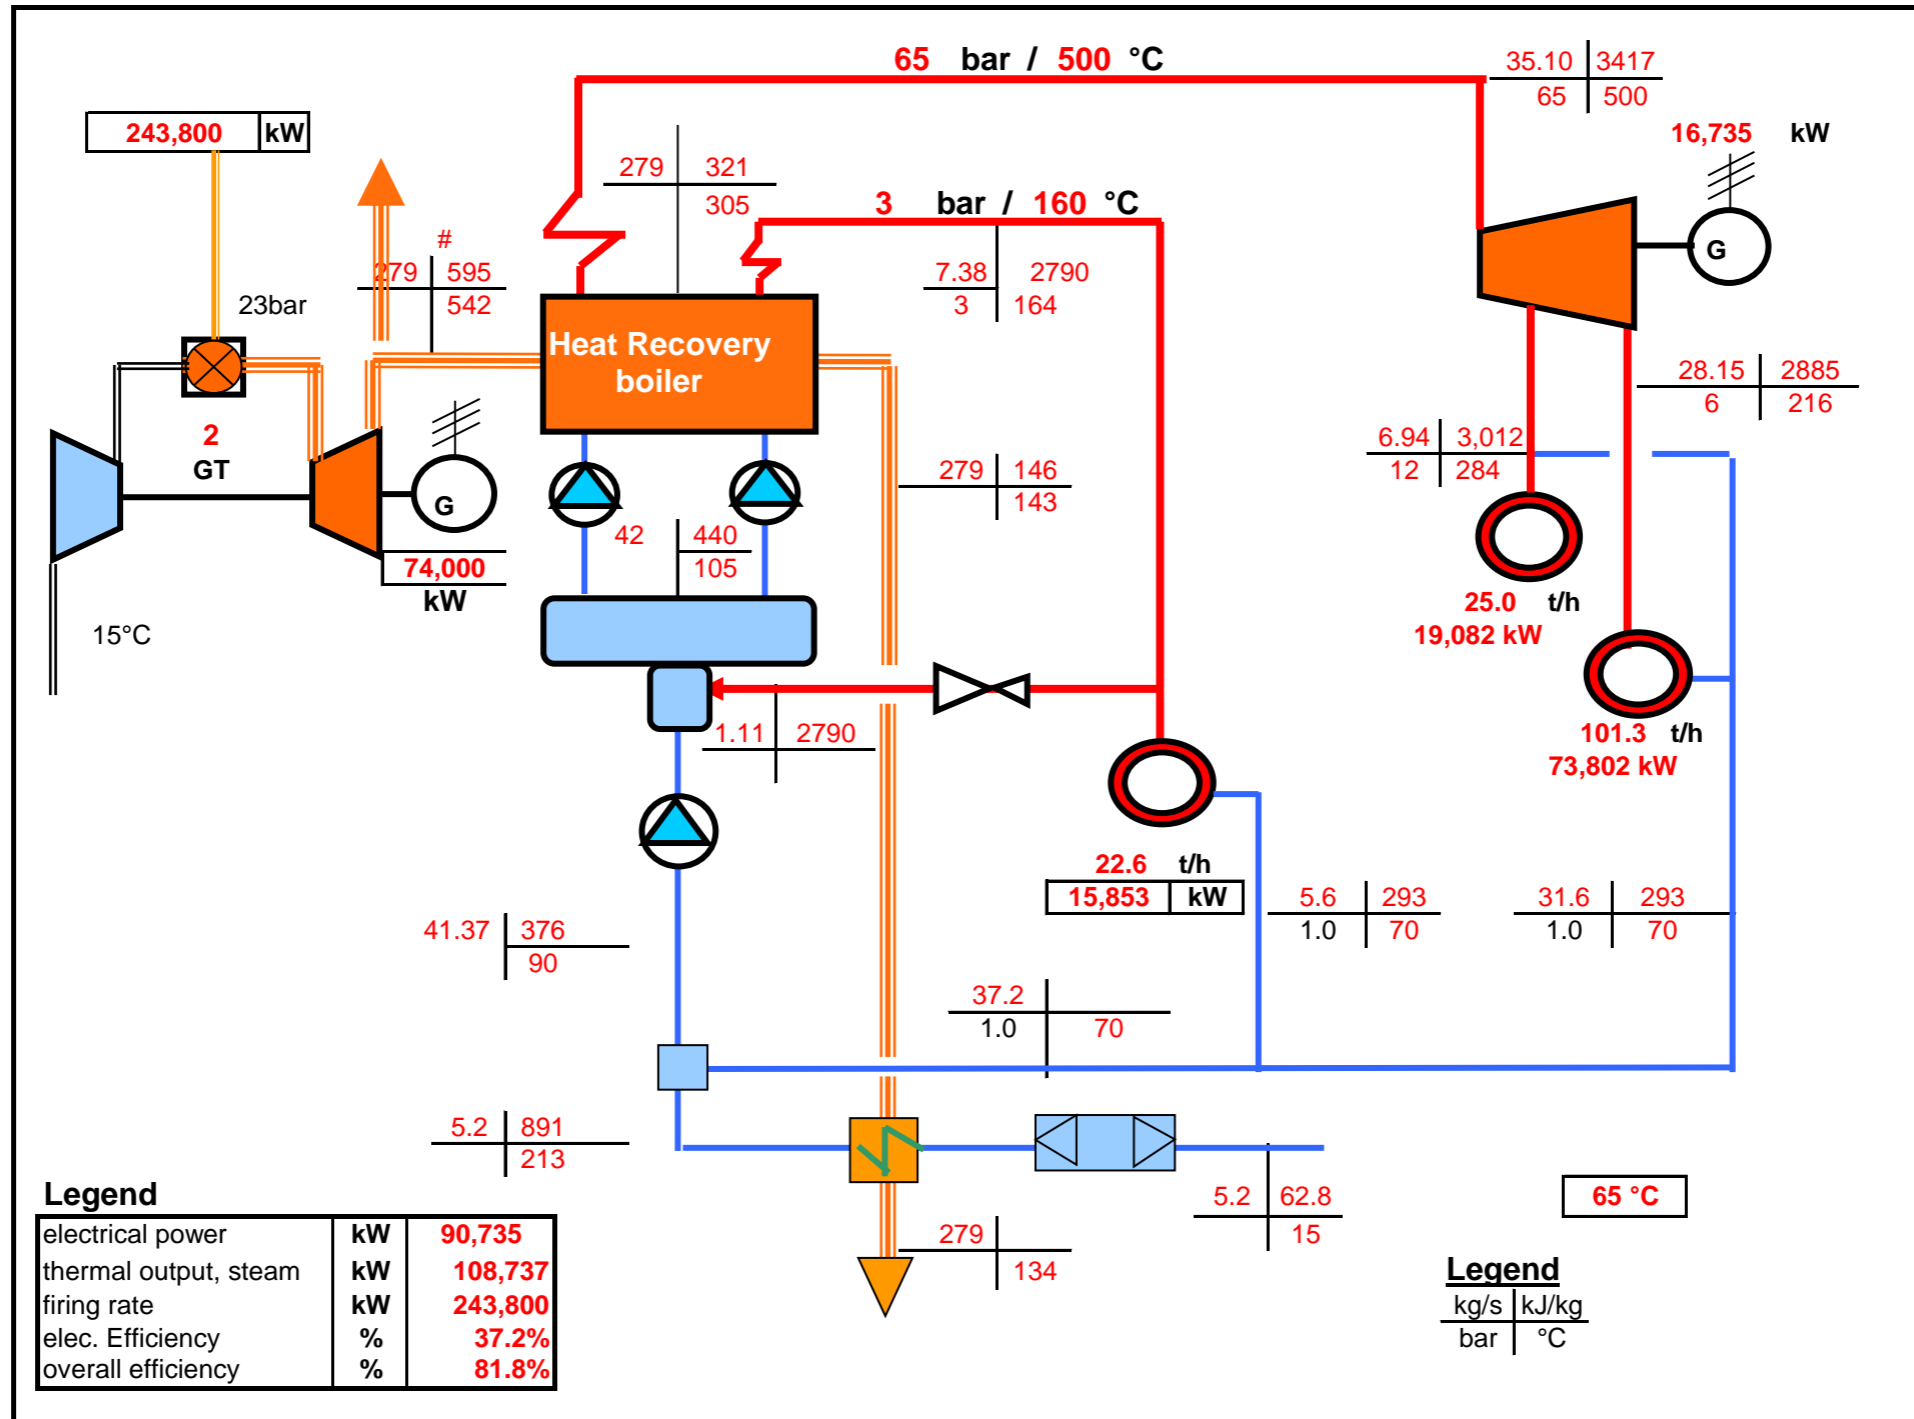 65 bar / 500 °C
35.10 3417
65 500
243,800 kW
16,735 kW
279 321
305
3 bar / 160 °C
#
279 595
542
23bar
7.38 2790
3 164
G
Heat Recovery
boiler
28.15 2885
6 216
2
GT
6.94 3,012
12 284
279 146
143
G
42 440
105
74,000
kW
25.0 t/h
19,082 kW
15°C
1.11 2790
101.3 t/h
73,802 kW
22.6 t/h
15,853 kW
5.6 293
1.0 70
31.6 293
1.0 70
41.37 376
90
37.2
1.0 70
5.2 891
213
5.2 62.8
15
65 °C
279
134
Legend
electrical power kW 90,735
thermal output, steam kW 108,737
firing rate kW 243,800
elec. Efficiency % 37.2%
overall efficiency % 81.8%
Legend
kg/s kJ/kg
bar °C